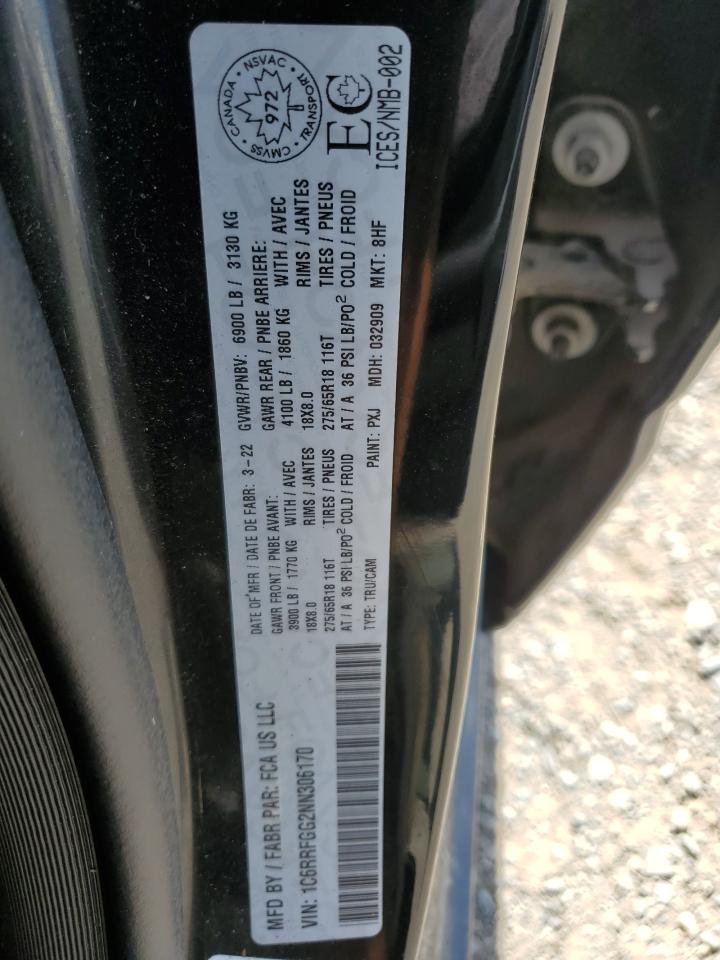 MFD BY / FABR PAR: FCA US LLC
DATE OF MFR / DATE DE FABR: 3-22
GVWR/PNBV: 6900 LB / 3130 KG
GAWR FRONT / PNBE AVANT:
GAWR REAR / PNBE ARRIERE:
3900 LB / 1770 KG WITH / AVEC
4100 LB / 1860 KG WITH / AVEC
18X8.0 RIMS / JANTES
18X8.0 RIMS / JANTES
275/65R18 116T TIRES / PNEUS
275/65R18 116T TIRES / PNEUS
AT / A 36 PSI LB/PO² COLD / FROID
AT / A 36 PSI LB/PO² COLD / FROID
VIN: 1C6RRFGG2NN306170
TYPE: TRU/CAM PAINT: PXJ MDH: 032909 MKT: 8HF
CANADA • NSVAC • TRANSPORT • CMVSS •
972
EC
ICES/NMB-002